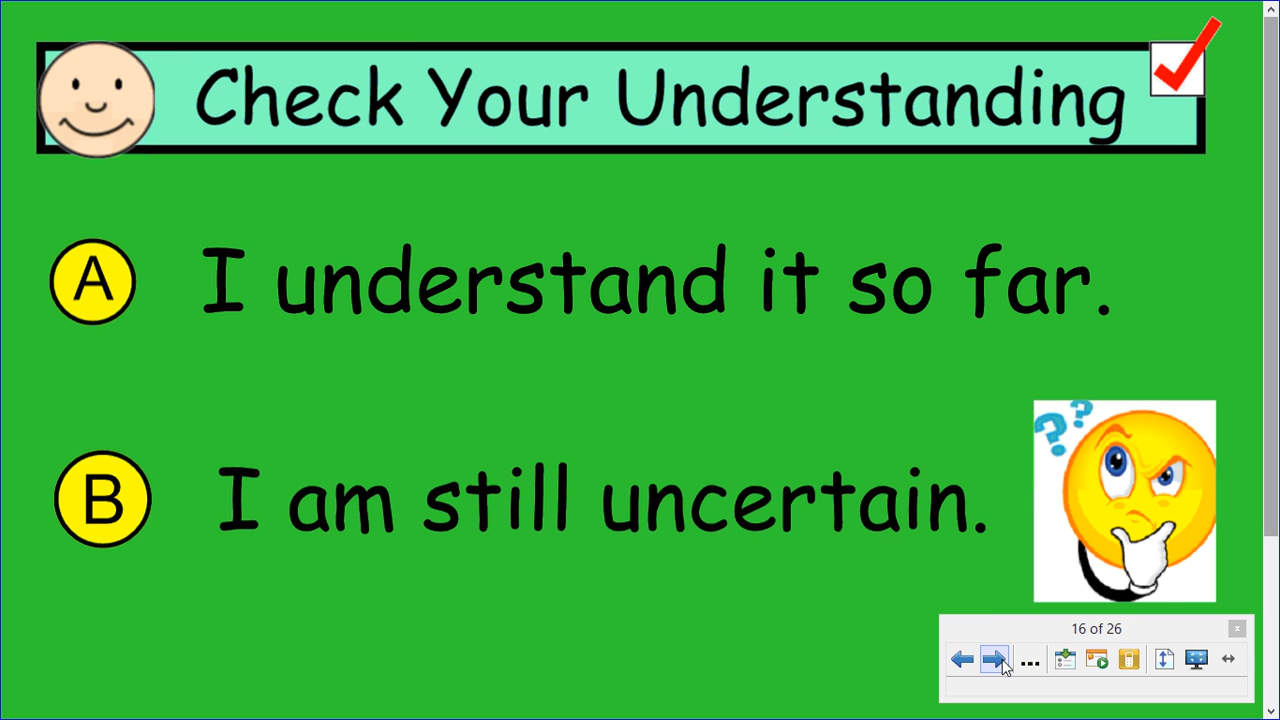 Check Your Understanding
A I understand it so far.
B I am still uncertain.
??
16 of 26